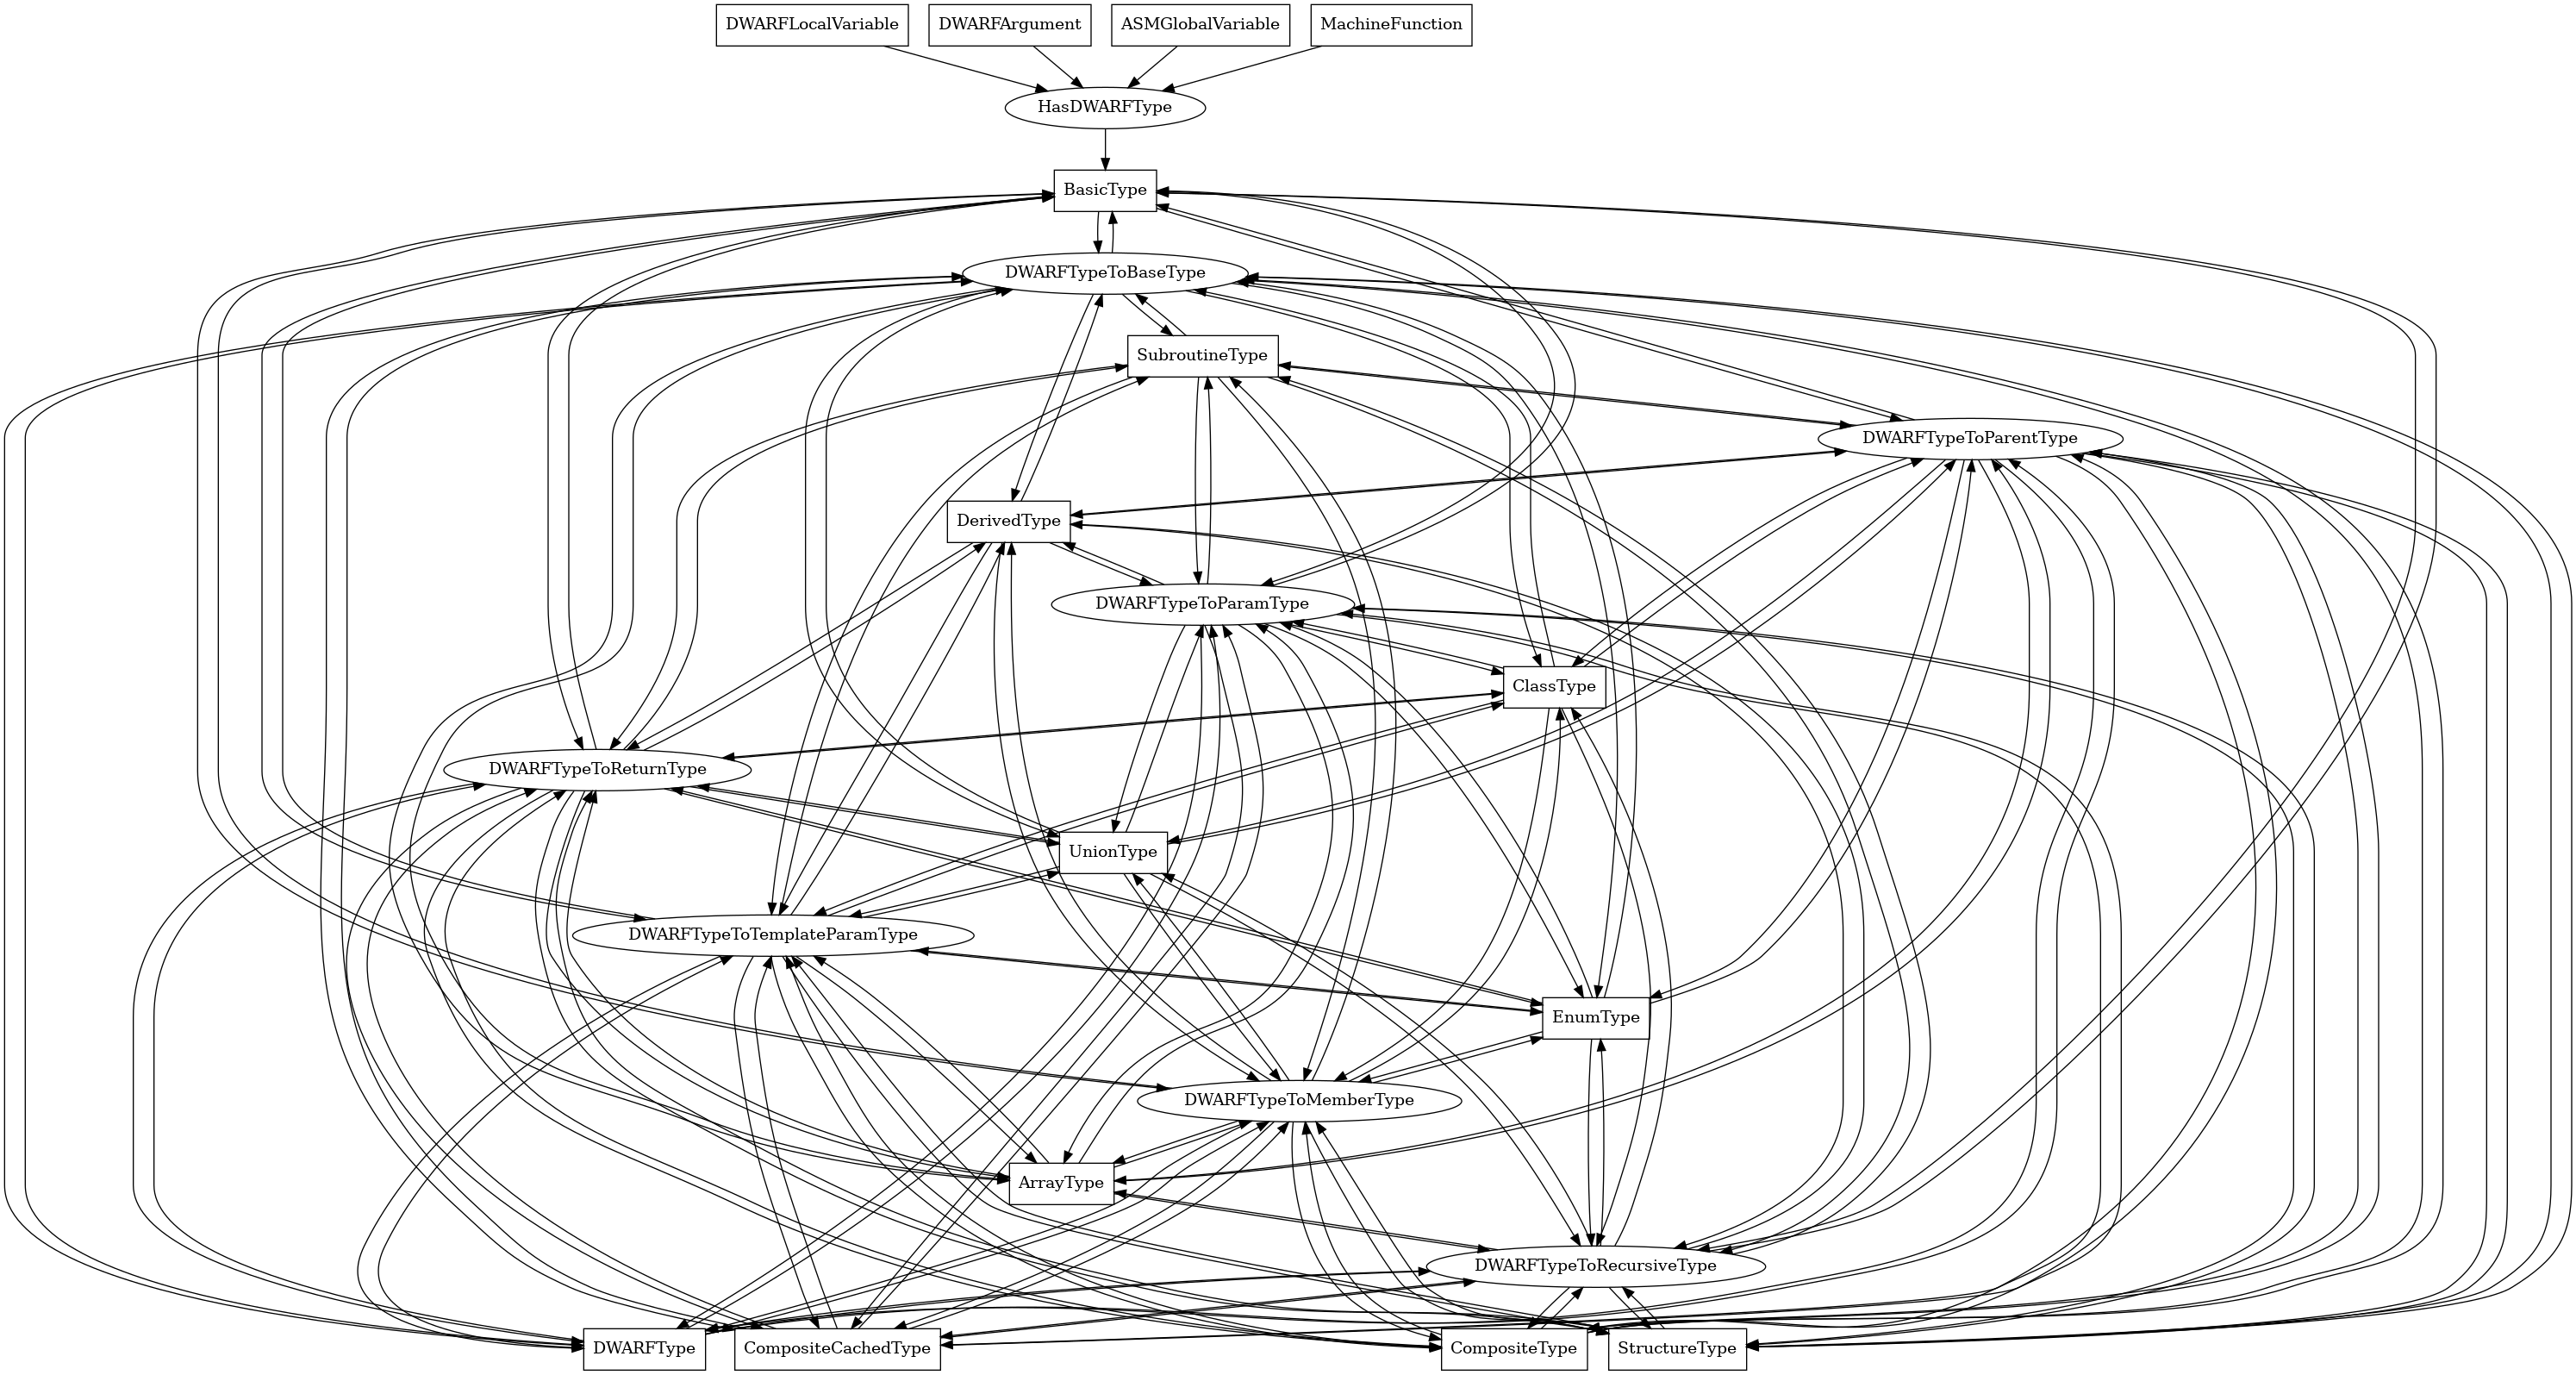 DWARFLocalVariable
DWARFArgument
ASMGlobalVariable
MachineFunction
HasDWARFType
BasicType
DWARFTypeToBaseType
SubroutineType
DWARFTypeToParentType
DerivedType
DWARFTypeToParamType
ClassType
DWARFTypeToReturnType
UnionType
DWARFTypeToTemplateParamType
EnumType
DWARFTypeToMemberType
ArrayType
DWARFTypeToRecursiveType
DWARFType
CompositeCachedType
CompositeType
StructureType